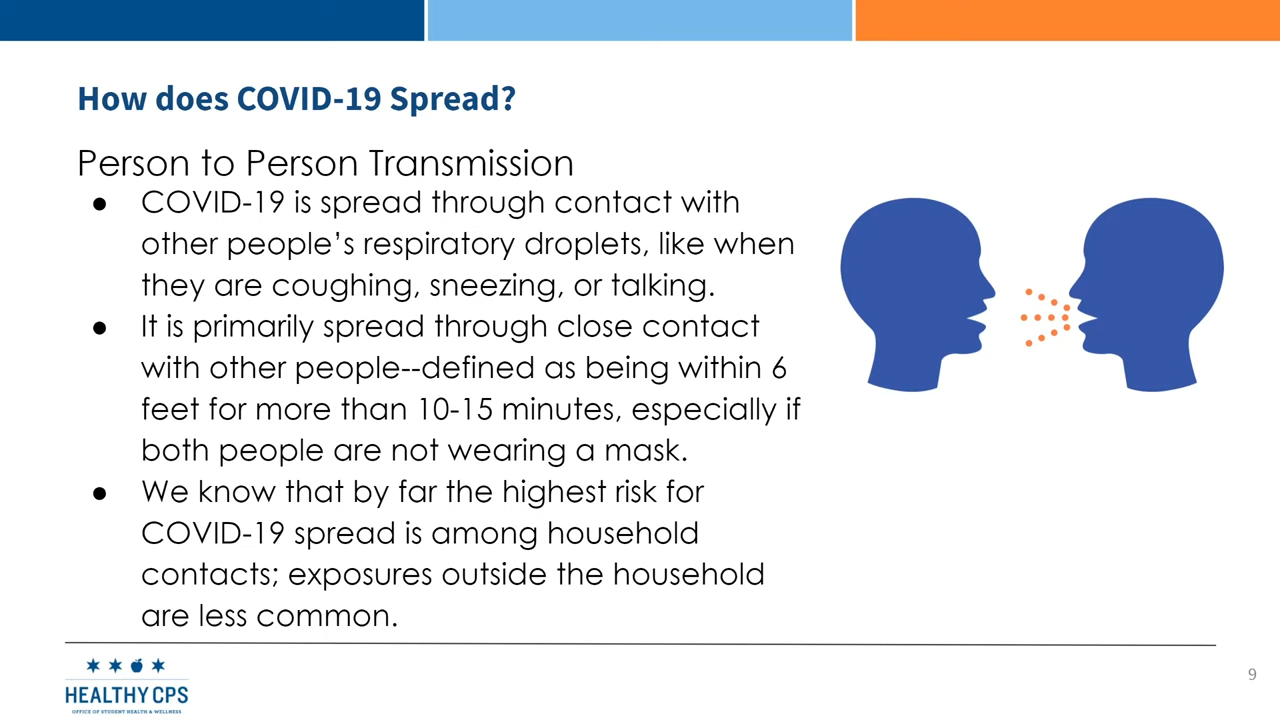 How does COVID-19 Spread?
Person to Person Transmission
● COVID-19 is spread through contact with
other people’s respiratory droplets, like when
they are coughing, sneezing, or talking.
● It is primarily spread through close contact
with other people--defined as being within 6
feet for more than 10-15 minutes, especially if
both people are not wearing a mask.
● We know that by far the highest risk for
COVID-19 spread is among household
contacts; exposures outside the household
are less common.
HEALTHY CPS
OFFICE OF STUDENT HEALTH & WELLNESS
9